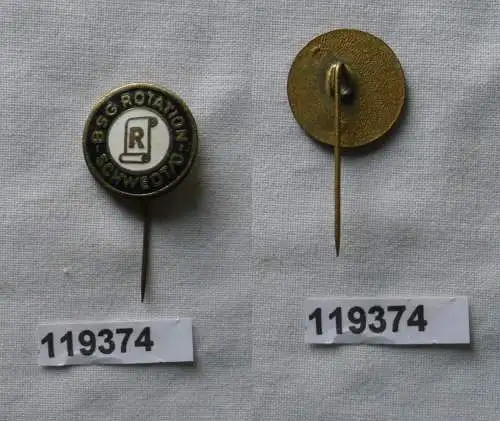 BSG ROTATION
R
SCHWEDT/O
119374
119374